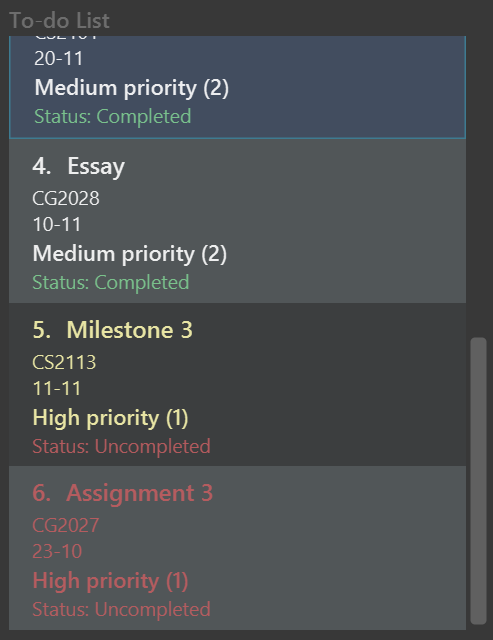 To-do List
20-11
Medium priority (2)
Status: Completed
4. Essay
CG2028
10-11
Medium priority (2)
Status: Completed
5. Milestone 3
CS2113
11-11
High priority (1)
Status: Uncompleted
6. Assignment 3
CG2027
23-10
High priority (1)
Status: Uncompleted